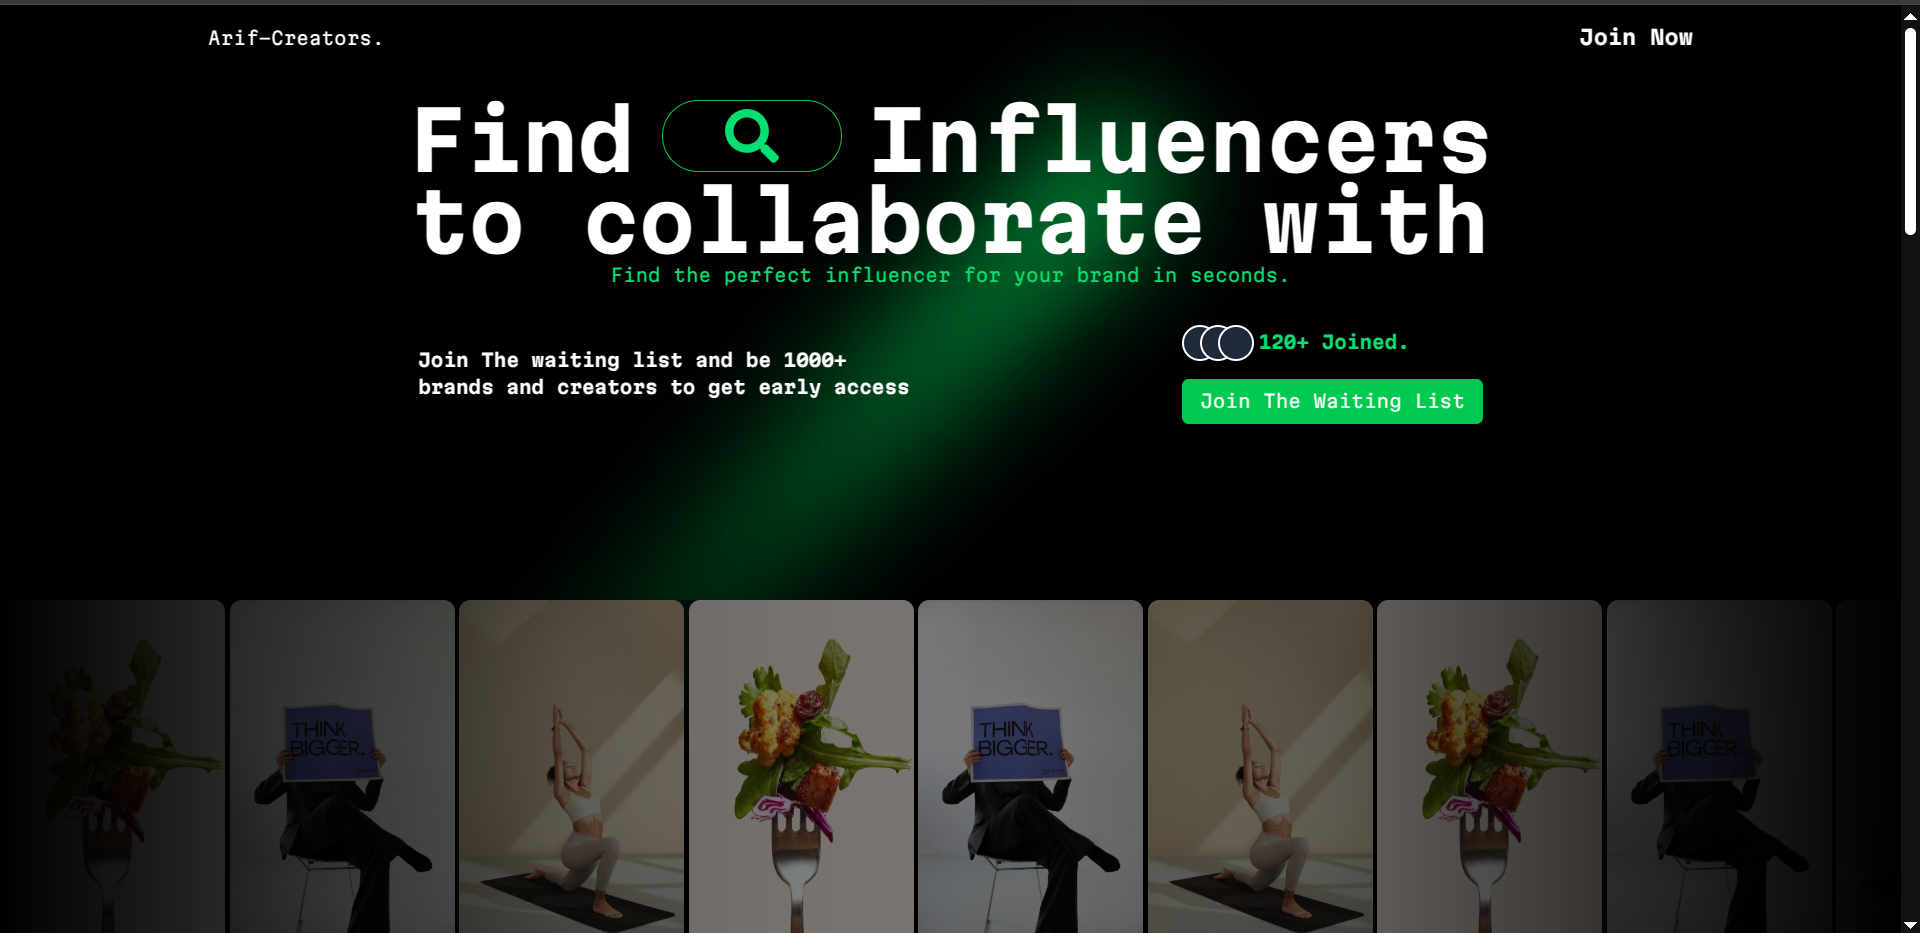 Arif-Creators.
Join Now
Find Influencers
to collaborate with
Find the perfect influencer for your brand in seconds.
Join The waiting list and be 1000+
brands and creators to get early access
120+ Joined.
Join The Waiting List
THINK
BIGGER.
THINK
BIGGER.
THINK
BIGGER.